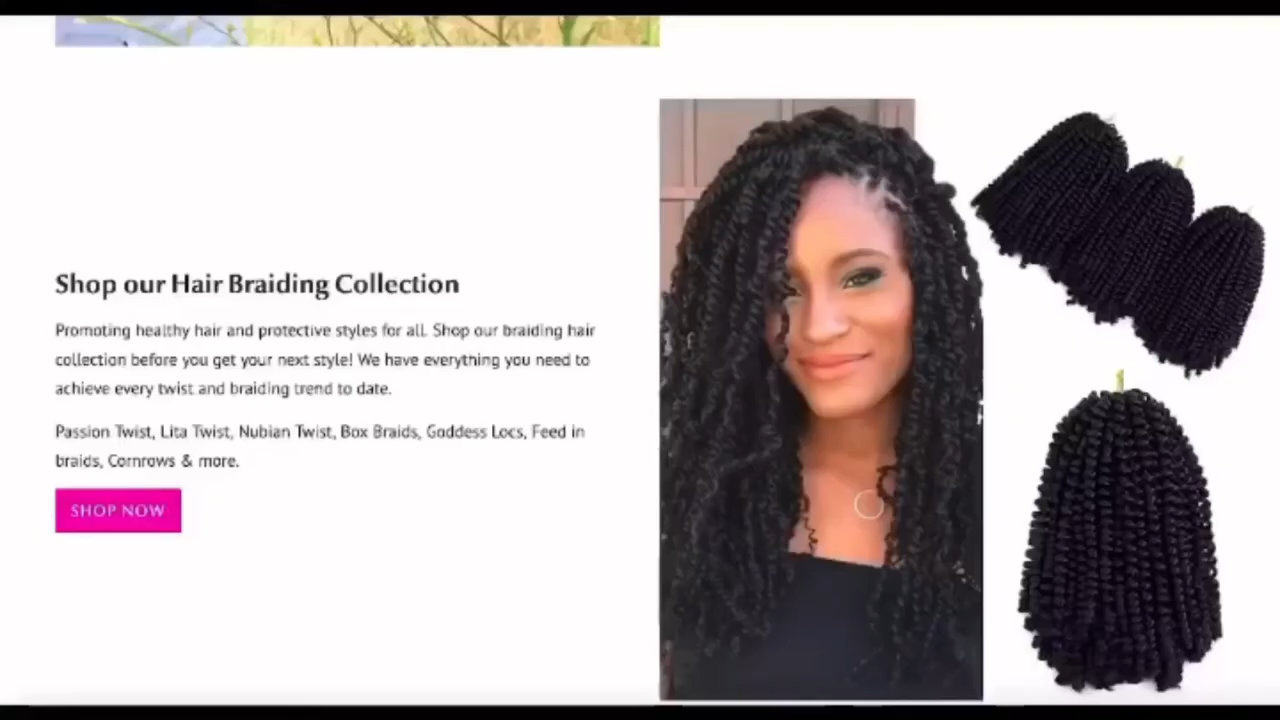 Shop our Hair Braiding Collection
Promoting healthy hair and protective styles for all. Shop our braiding hair
collection before you get your next style! We have everything you need to
achieve every twist and braiding trend to date.
Passion Twist, Lita Twist, Nubian Twist, Box Braids, Goddess Locs, Feed in
braids, Cornrows & more.
SHOP NOW